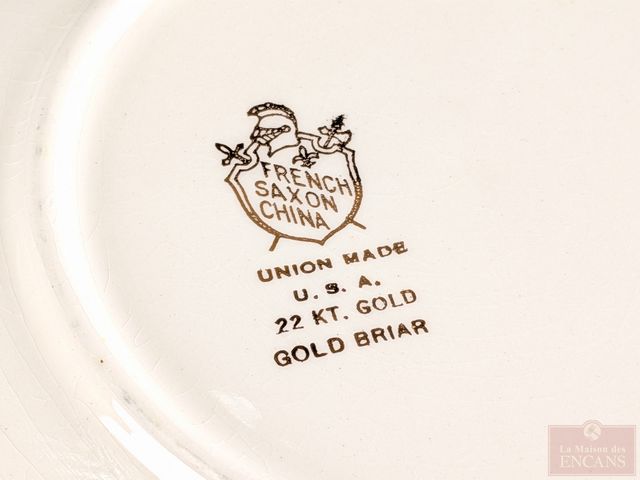 FRENCH
SAXON
CHINA
UNION MADE
U. S. A.
22 KT. GOLD
GOLD BRIAR
La Maison des
ENCANS